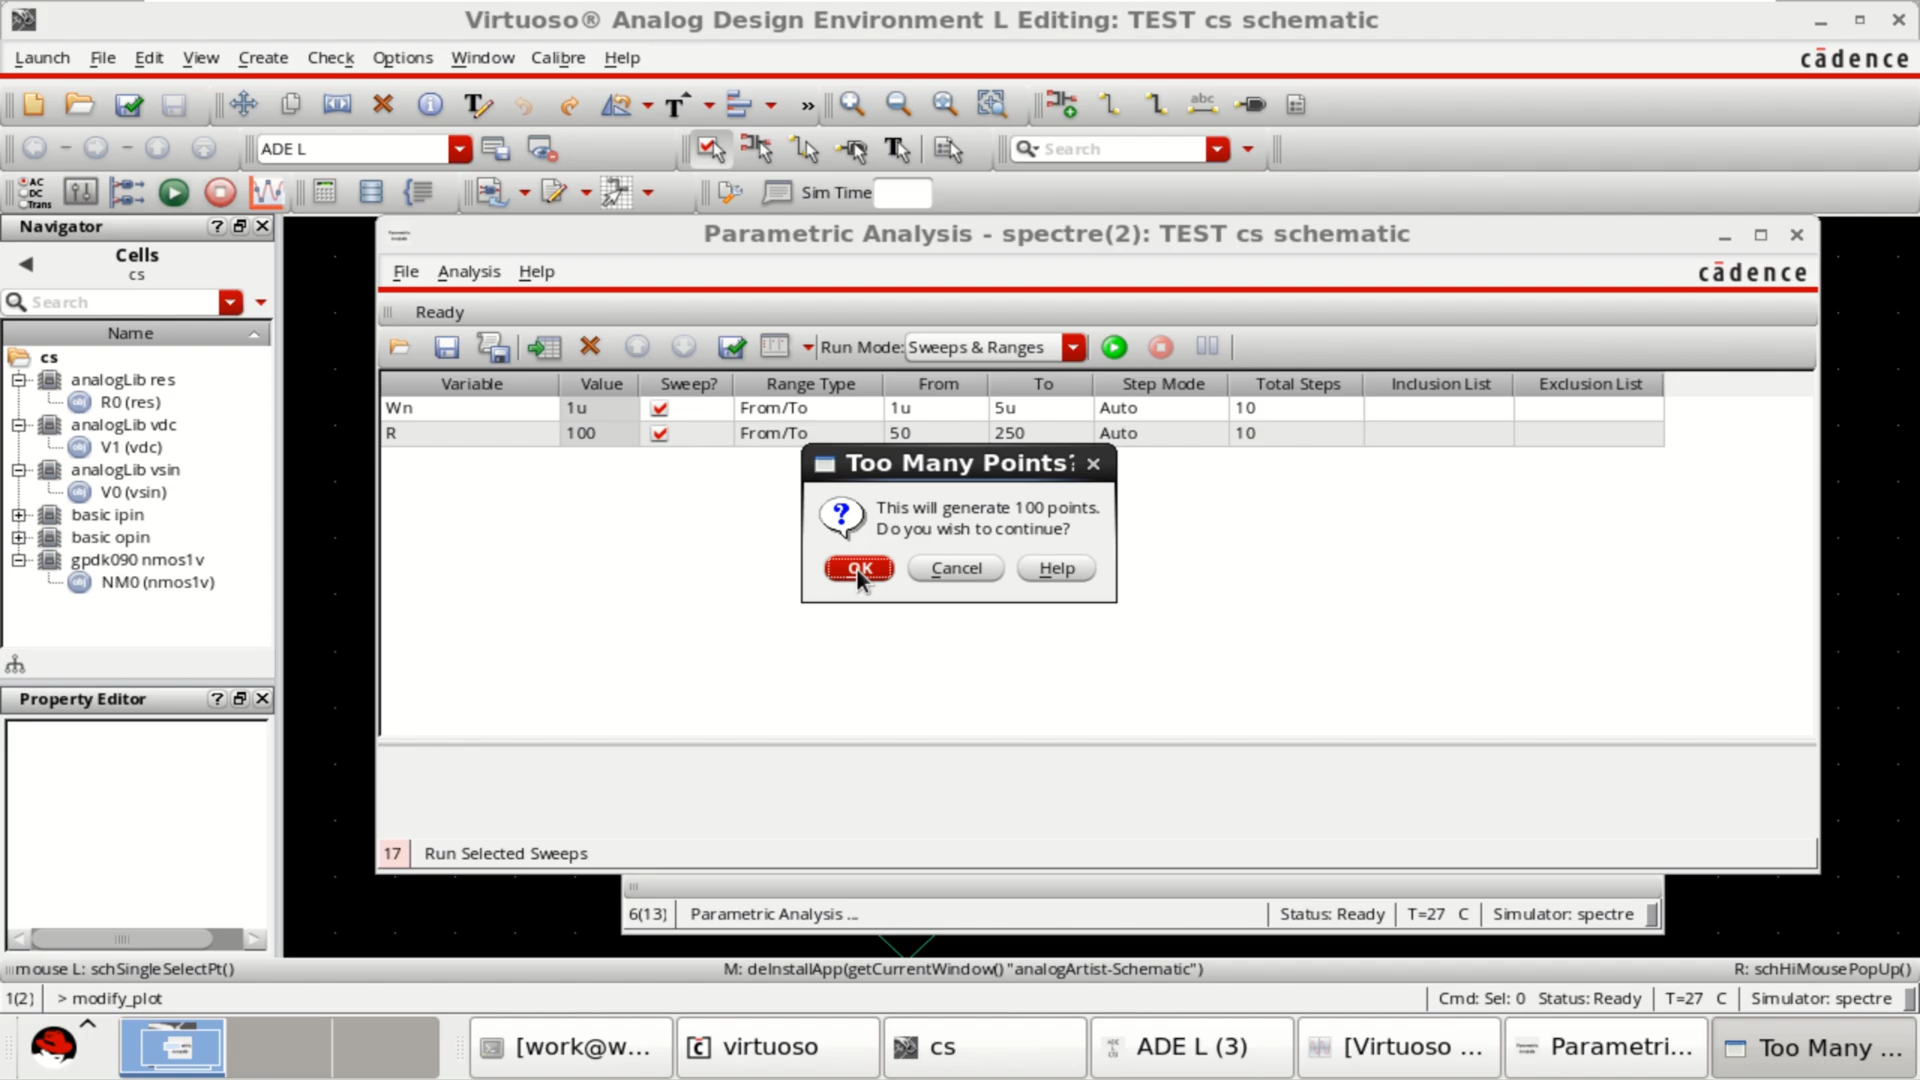 Virtuoso® Analog Design Environment L Editing: TEST cs schematic
Launch File Edit View Create Check Options Window Calibre Help
cādence
abc
ADE L
Search
AC
DC
Trans
Sim Time
Navigator
Cells
cs
Search
Name
cs
analogLib res
R0 (res)
analogLib vdc
V1 (vdc)
analogLib vsin
V0 (vsin)
basic ipin
basic opin
gpdk090 nmos1v
NM0 (nmos1v)
Property Editor
Parametric Analysis - spectre(2): TEST cs schematic
File Analysis Help
cādence
Ready
Run Mode: Sweeps & Ranges
Variable Value Sweep? Range Type From To Step Mode Total Steps Inclusion List Exclusion List
Wn 1u From/To 1u 5u Auto 10
R 100 From/To 50 250 Auto 10
Too Many Points
This will generate 100 points.
Do you wish to continue?
OK Cancel Help
17 Run Selected Sweeps
6(13) Parametric Analysis ... Status: Ready T=27 C Simulator: spectre
mouse L: schSingleSelectPt() M: deInstallApp(getCurrentWindow() "analogArtist-Schematic") R: schHiMousePopUp()
1(2) > modify_plot Cmd: Sel: 0 Status: Ready T=27 C Simulator: spectre
[work@w... virtuoso cs ADE L (3) [Virtuoso ... Parametri... Too Many ...